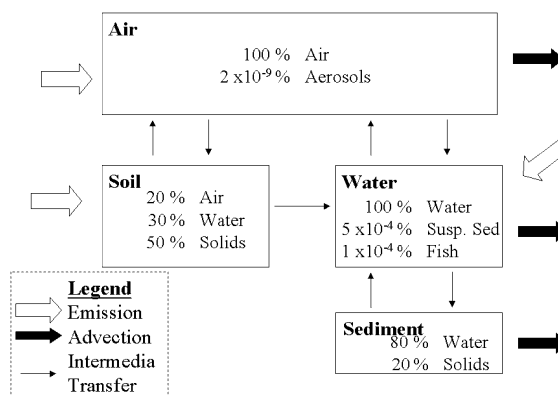 Air
100 % Air
2 x10⁻⁹ % Aerosols
Soil
20 % Air
30 % Water
50 % Solids
Water
100 % Water
5 x10⁻⁴ % Susp. Sed
1 x10⁻⁴ % Fish
Sediment
80 % Water
20 % Solids
Legend
Emission
Advection
Intermedia
Transfer